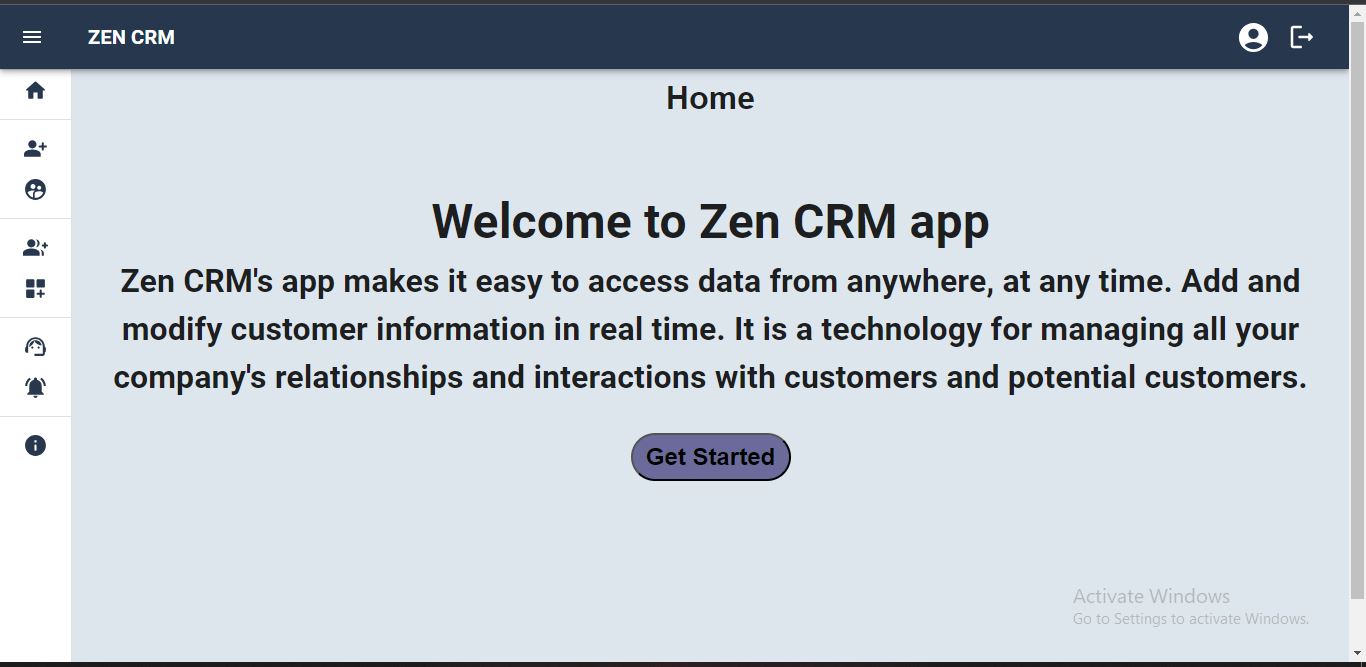 ZEN CRM
Home
Welcome to Zen CRM app
Zen CRM's app makes it easy to access data from anywhere, at any time. Add and
modify customer information in real time. It is a technology for managing all your
company's relationships and interactions with customers and potential customers.
Get Started
Activate Windows
Go to Settings to activate Windows.